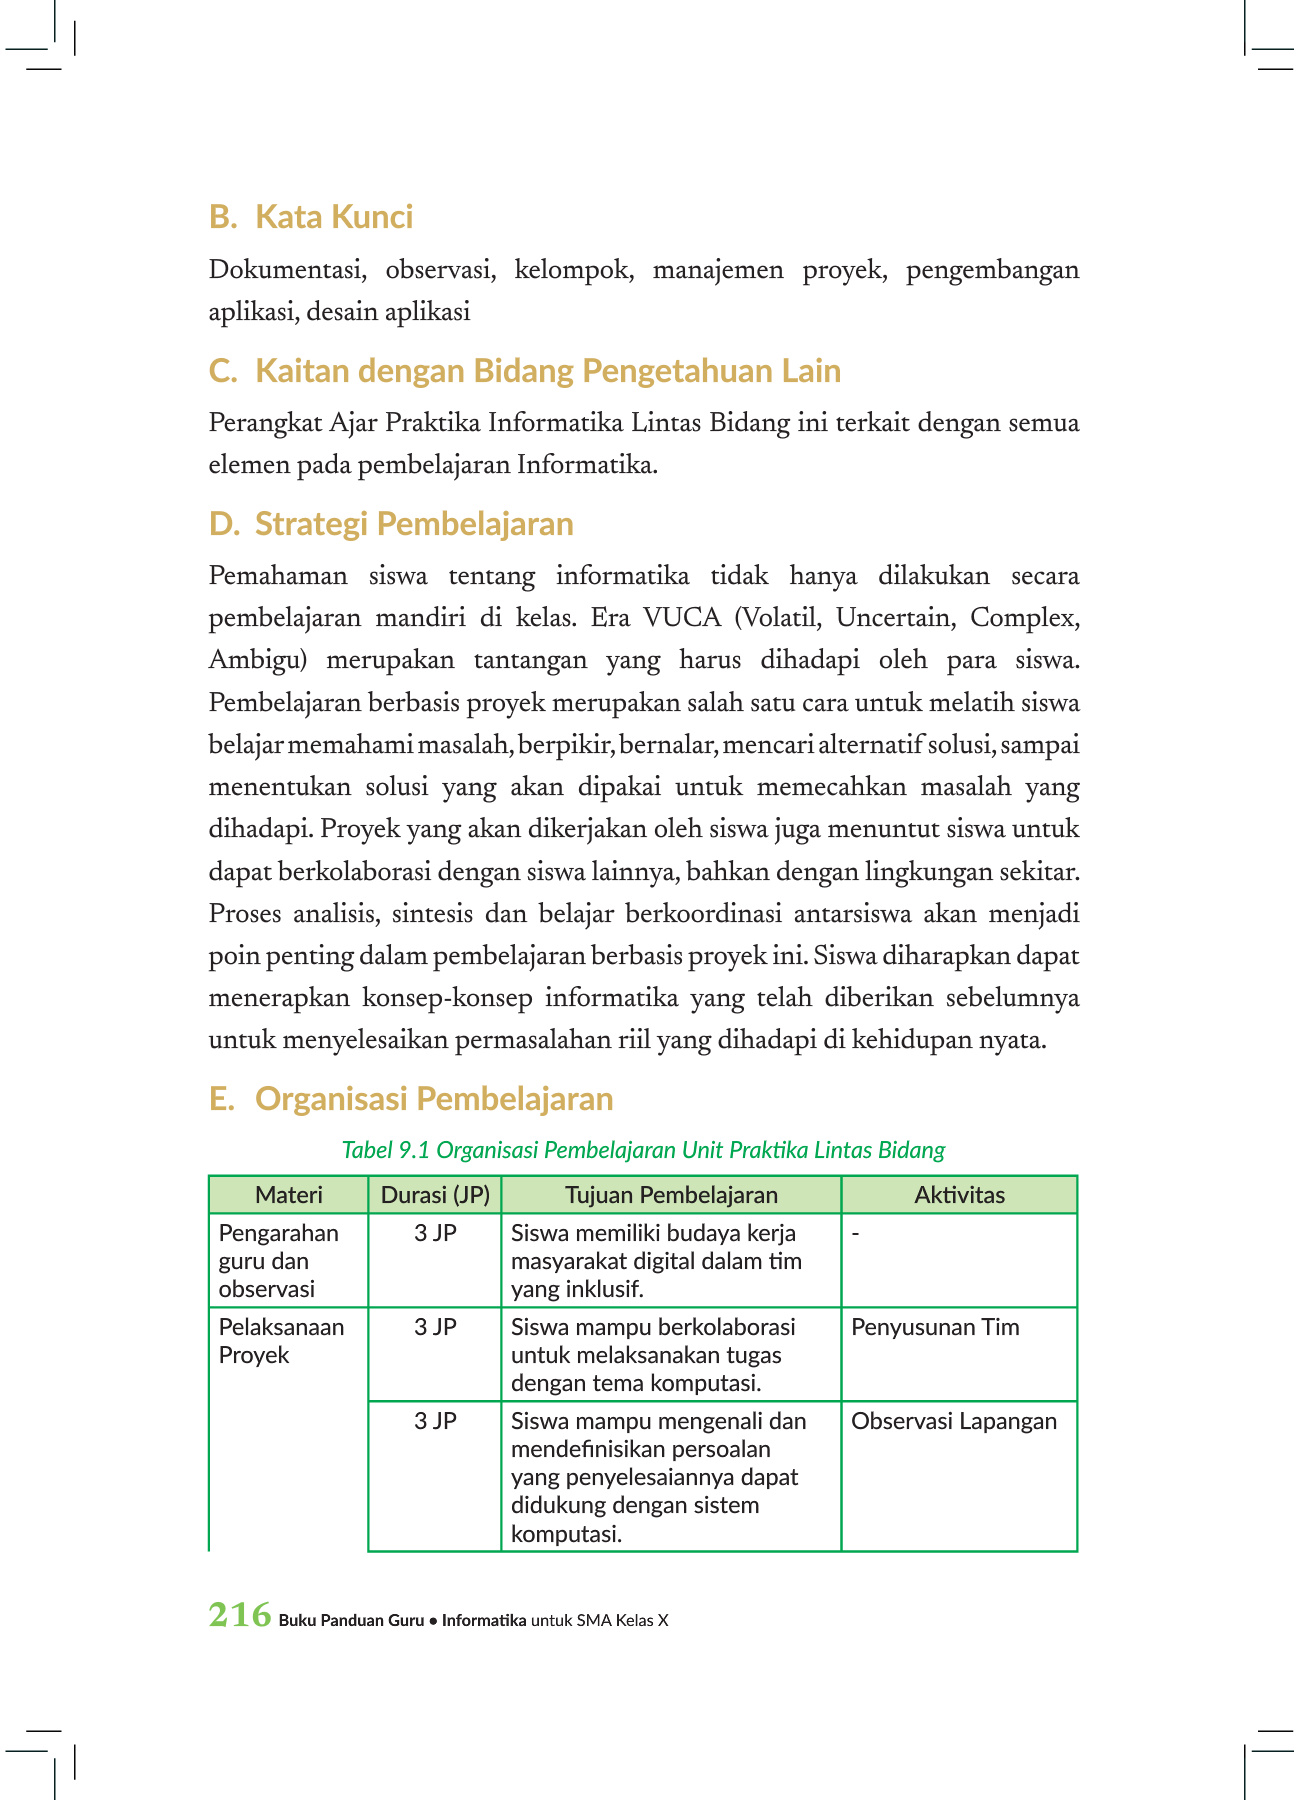 B. Kata Kunci
Dokumentasi, observasi, kelompok, manajemen proyek, pengembangan
aplikasi, desain aplikasi
C. Kaitan dengan Bidang Pengetahuan Lain
Perangkat Ajar Praktika Informatika Lintas Bidang ini terkait dengan semua
elemen pada pembelajaran Informatika.
D. Strategi Pembelajaran
Pemahaman siswa tentang informatika tidak hanya dilakukan secara
pembelajaran mandiri di kelas. Era VUCA (Volatil, Uncertain, Complex,
Ambigu) merupakan tantangan yang harus dihadapi oleh para siswa.
Pembelajaran berbasis proyek merupakan salah satu cara untuk melatih siswa
belajar memahami masalah, berpikir, bernalar, mencari alternatif solusi, sampai
menentukan solusi yang akan dipakai untuk memecahkan masalah yang
dihadapi. Proyek yang akan dikerjakan oleh siswa juga menuntut siswa untuk
dapat berkolaborasi dengan siswa lainnya, bahkan dengan lingkungan sekitar.
Proses analisis, sintesis dan belajar berkoordinasi antarsiswa akan menjadi
poin penting dalam pembelajaran berbasis proyek ini. Siswa diharapkan dapat
menerapkan konsep-konsep informatika yang telah diberikan sebelumnya
untuk menyelesaikan permasalahan riil yang dihadapi di kehidupan nyata.
E. Organisasi Pembelajaran
Tabel 9.1 Organisasi Pembelajaran Unit Praktika Lintas Bidang
Materi Durasi (JP) Tujuan Pembelajaran Aktivitas
Pengarahan 3 JP Siswa memiliki budaya kerja -
guru dan masyarakat digital dalam tim
observasi yang inklusif.
Pelaksanaan 3 JP Siswa mampu berkolaborasi Penyusunan Tim
Proyek untuk melaksanakan tugas
dengan tema komputasi.
3 JP Siswa mampu mengenali dan Observasi Lapangan
mendefinisikan persoalan
yang penyelesaiannya dapat
didukung dengan sistem
komputasi.
216 Buku Panduan Guru • Informatika untuk SMA Kelas X